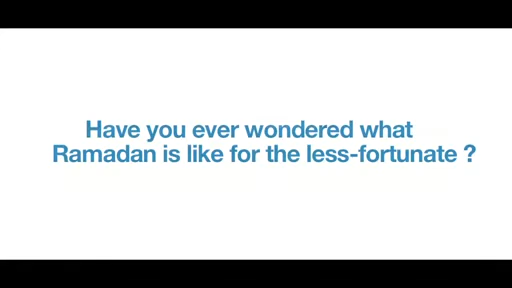 Have you ever wondered what
Ramadan is like for the less-fortunate ?